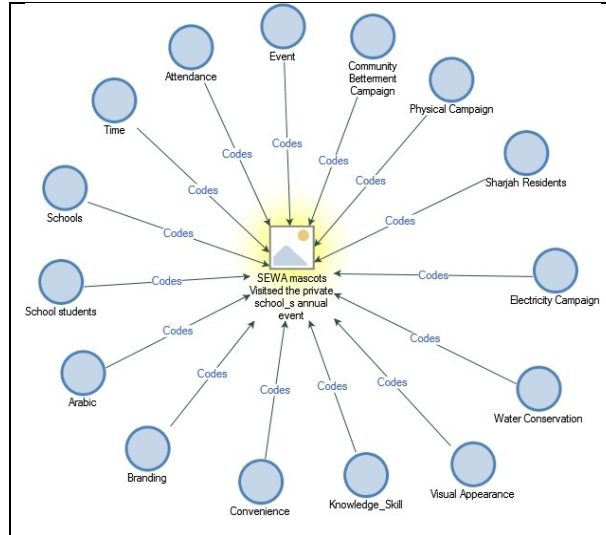 Event
Attendance
Community
Betterment
Campaign
Physical Campaign
Time
Codes
Codes
Codes
Codes
Codes
Codes
Codes
Sharjah Residents
Schools
Codes
SEWA mascots
Visitsed the private
school_s annual
event
School students
Codes
Codes
Electricity Campaign
Arabic
Codes
Codes
Codes
Codes
Codes
Codes
Water Conservation
Branding
Convenience
Knowledge_Skill
Visual Appearance